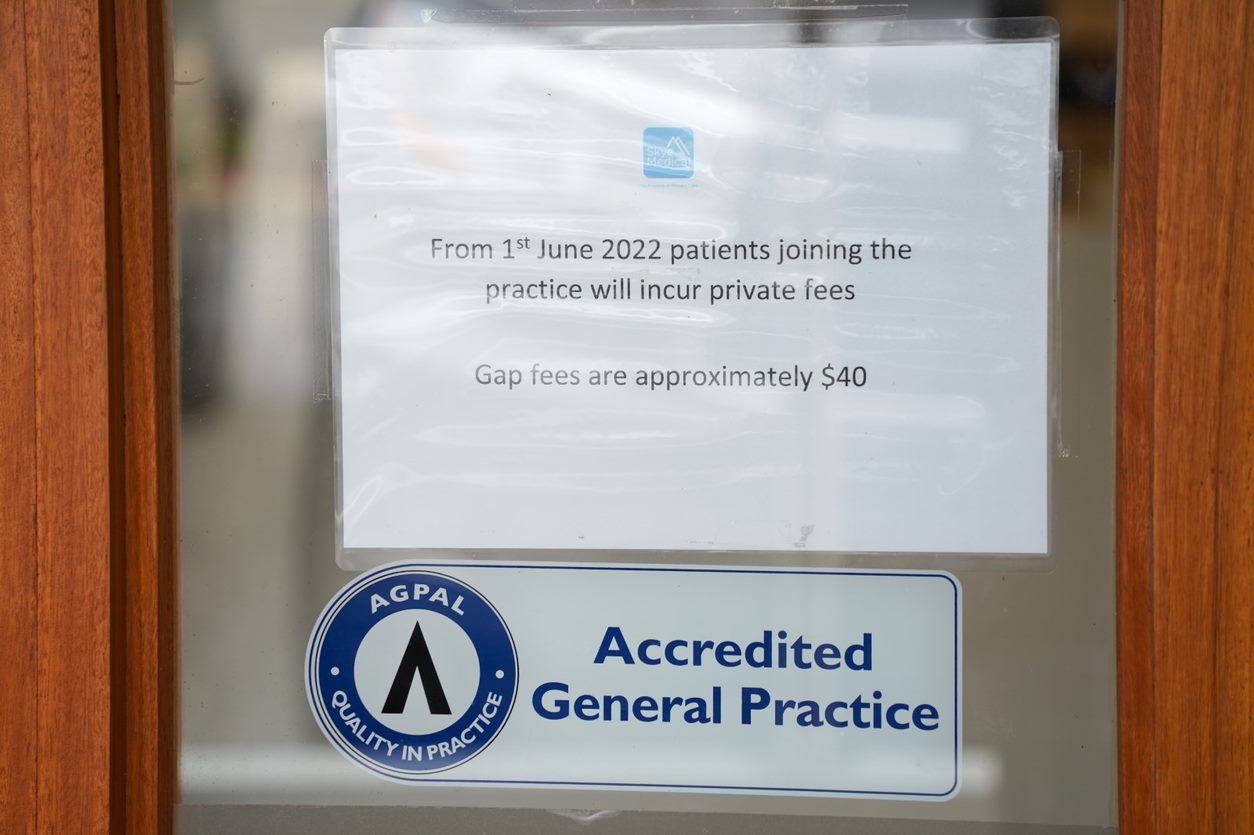 Skye
Medical
From 1st June 2022 patients joining the
practice will incur private fees
Gap fees are approximately $40
AGPAL
QUALITY IN PRACTICE
Accredited
General Practice